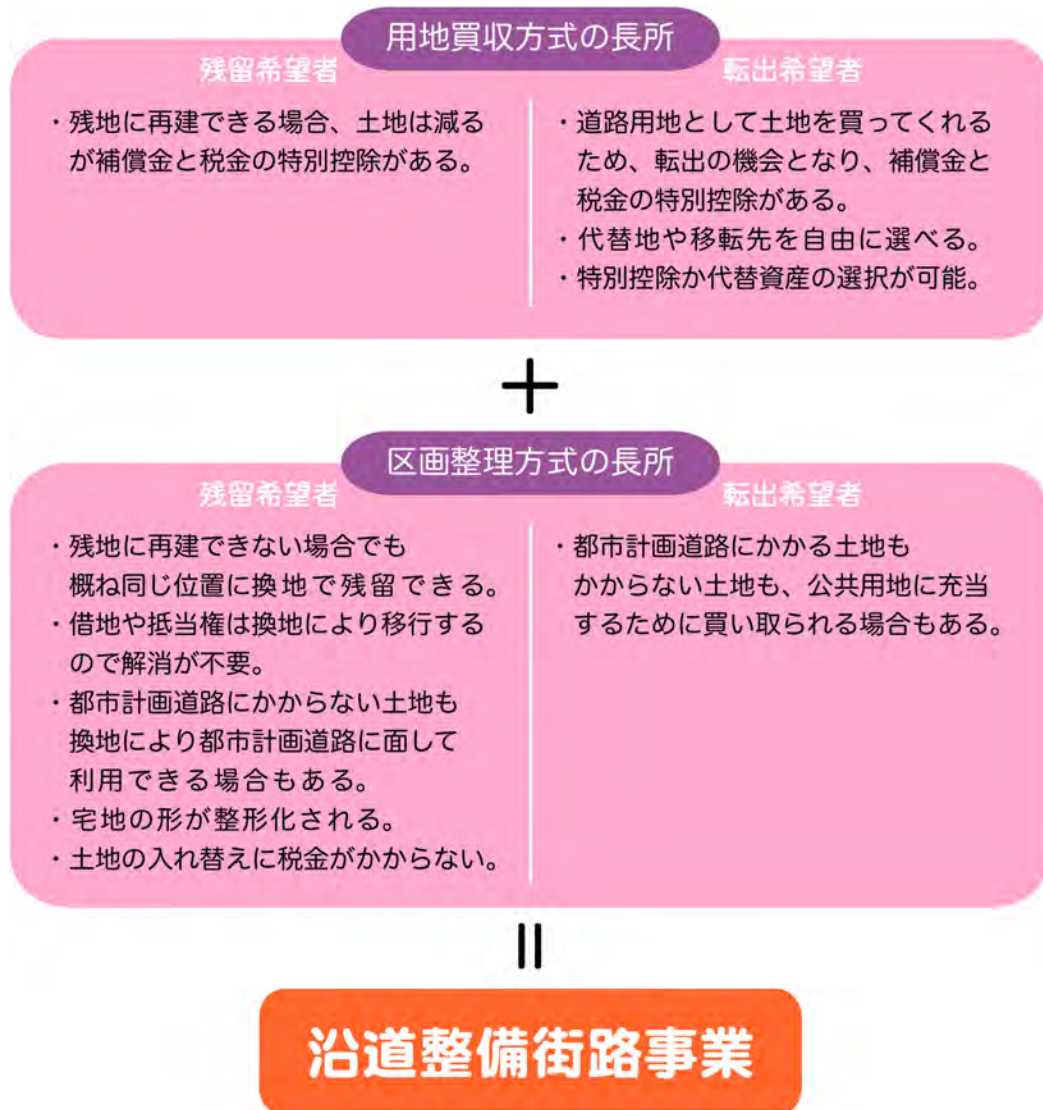 用地買収方式の長所
残留希望者
・残地に再建できる場合、土地は減る
が補償金と税金の特別控除がある。
転出希望者
・道路用地として土地を買ってくれる
ため、転出の機会となり、補償金と
税金の特別控除がある。
・代替地や移転先を自由に選べる。
・特別控除か代替資産の選択が可能。
+
区画整理方式の長所
残留希望者
・残地に再建できない場合でも
概ね同じ位置に換地で残留できる。
・借地や抵当権は換地により移行する
ので解消が不要。
・都市計画道路にかからない土地も
換地により都市計画道路に面して
利用できる場合もある。
・宅地の形が整形化される。
・土地の入れ替えに税金がかからない。
転出希望者
・都市計画道路にかかる土地も
かからない土地も、公共用地に充当
するために買い取られる場合もある。
=
沿道整備街路事業